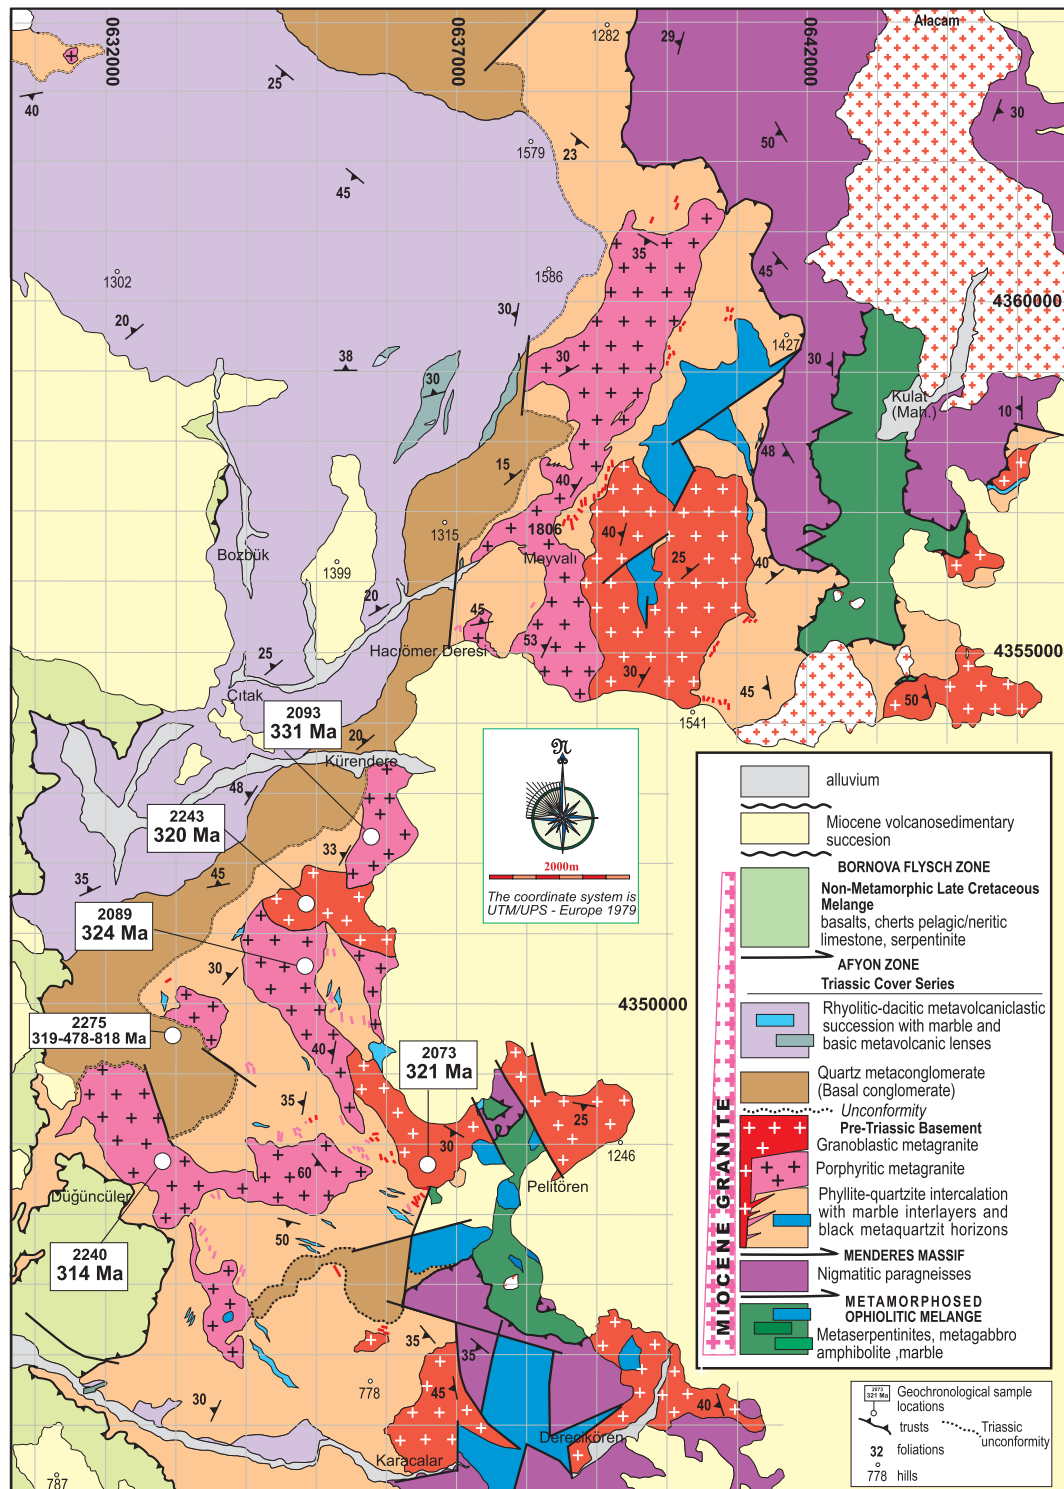 0632000
0637000
0642000
Alacam
1282
29
25
40
30
50
23
1579
45
35
45
1302
1586
20
30
4360000
1427
38
30
30
30
Kulat
(Mah.)
10
48
15
40
1315
1806
40
Bozbük
Meyvalı
25
40
1399
20
45
53
Hacıömer Deresi
4355000
25
30
45
50
Çıtak
1541
2093
331 Ma
20
Kürendere
48
2243
320 Ma
33
35
45
2000m
The coordinate system is
UTM/UPS - Europe 1979
2089
324 Ma
30
4350000
2275
319-478-818 Ma
40
2073
321 Ma
35
25
30
1246
60
Pelitören
Düğüncüler
50
2240
314 Ma
35
35
778
45
40
30
Derecikören
Karacalar
787
alluvium
Miocene volcanosedimentary
succesion
BORNOVA FLYSCH ZONE
Non-Metamorphic Late Cretaceous
Melange
basalts, cherts pelagic/neritic
limestone, serpentinite
AFYON ZONE
Triassic Cover Series
Rhyolitic-dacitic metavolcaniclastic
succession with marble and
basic metavolcanic lenses
Quartz metaconglomerate
(Basal conglomerate)
Unconformity
Pre-Triassic Basement
Granoblastic metagranite
Porphyritic metagranite
Phyllite-quartzite intercalation
with marble interlayers and
black metaquartzit horizons
MENDERES MASSIF
Nigmatitic paragneisses
METAMORPHOSED
OPHIOLITIC MELANGE
Metaserpentinites, metagabbro
amphibolite ,marble
MIOCENE GRANITE
2073
321 Ma
Geochronological sample
locations
trusts
Triassic
unconformity
32
foliations
778
hills